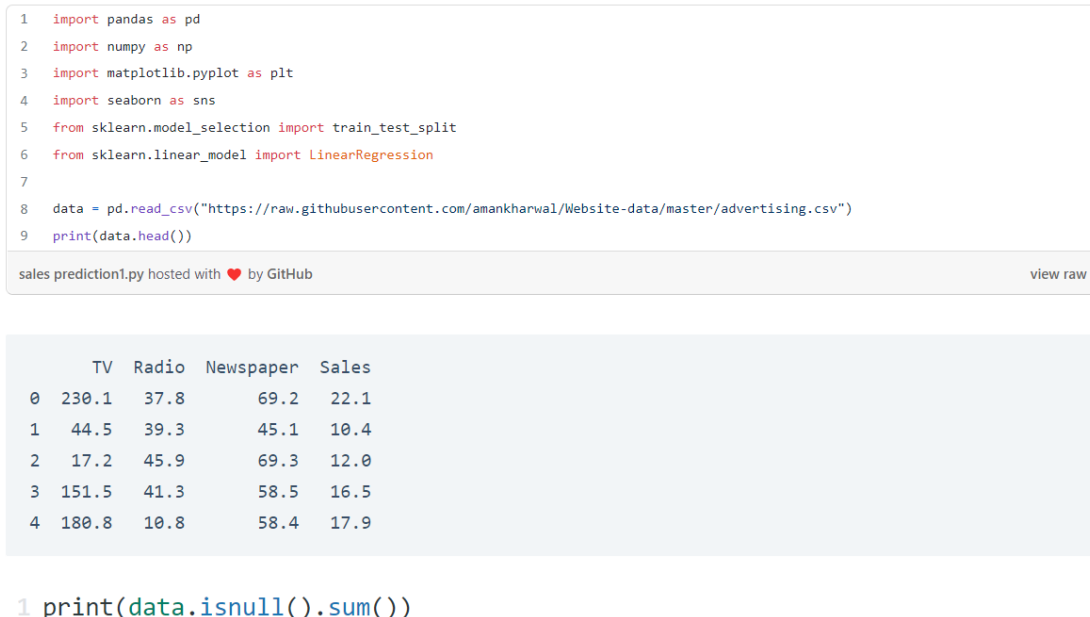 1 import pandas as pd
2 import numpy as np
3 import matplotlib.pyplot as plt
4 import seaborn as sns
5 from sklearn.model_selection import train_test_split
6 from sklearn.linear_model import LinearRegression
7
8 data = pd.read_csv("https://raw.githubusercontent.com/amankharwal/Website-data/master/advertising.csv")
9 print(data.head())
sales prediction1.py hosted with ❤ by GitHub view raw
TV Radio Newspaper Sales
0 230.1 37.8 69.2 22.1
1 44.5 39.3 45.1 10.4
2 17.2 45.9 69.3 12.0
3 151.5 41.3 58.5 16.5
4 180.8 10.8 58.4 17.9
1 print(data.isnull().sum())